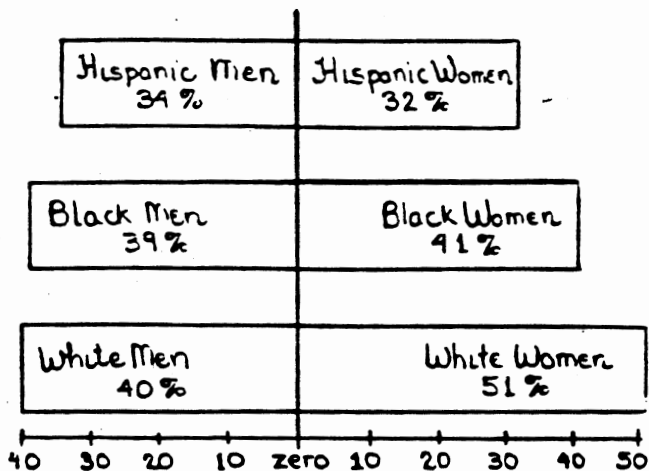 Hispanic Men
34 %
Hispanic Women
32 %
Black Men
39 %
Black Women
41 %
White Men
40 %
White Women
51 %
40 30 20 10 zero 10 20 30 40 50